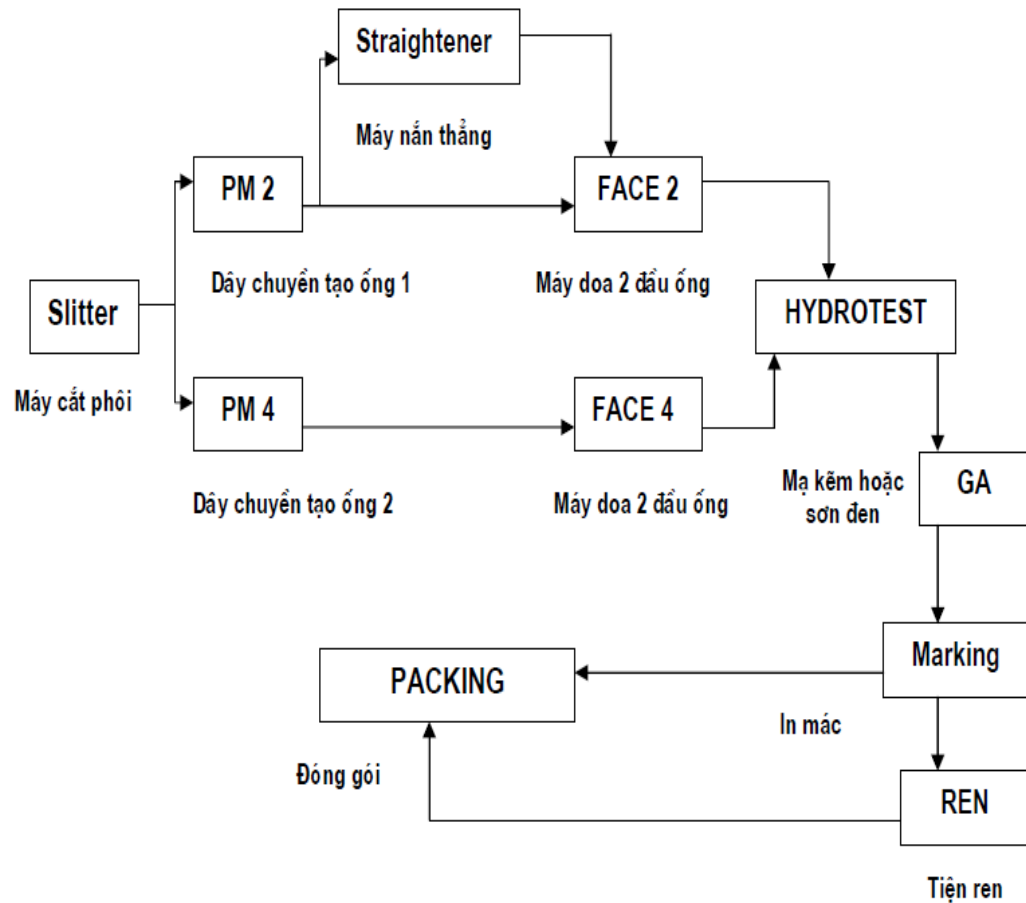 Straightener
Máy nắn thẳng
PM 2
FACE 2
Dây chuyền tạo ống 1
Máy doa 2 đầu ống
Slitter
HYDROTEST
Máy cắt phôi
PM 4
FACE 4
Mạ kẽm hoặc
sơn đen
GA
Dây chuyền tạo ống 2
Máy doa 2 đầu ống
Marking
PACKING
In mác
Đóng gói
REN
Tiện ren